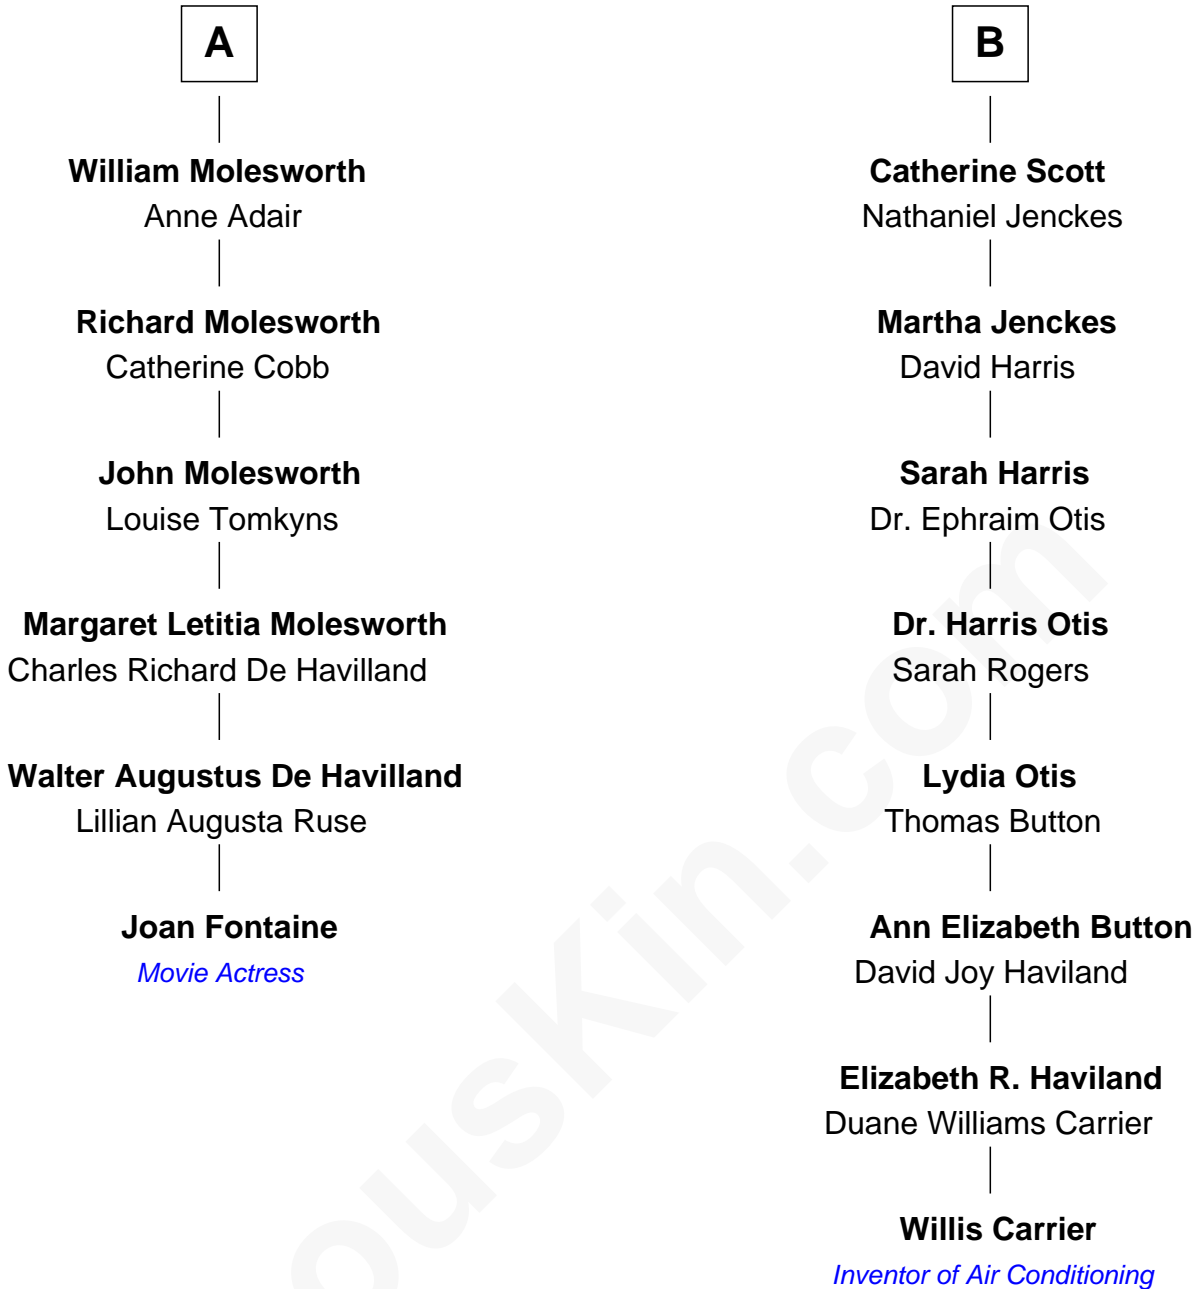 A
William Molesworth
Anne Adair
Richard Molesworth
Catherine Cobb
John Molesworth
Louise Tomkyns
Margaret Letitia Molesworth
Charles Richard De Havilland
Walter Augustus De Havilland
Lillian Augusta Ruse
Joan Fontaine
Movie Actress
B
Catherine Scott
Nathaniel Jenckes
Martha Jenckes
David Harris
Sarah Harris
Dr. Ephraim Otis
Dr. Harris Otis
Sarah Rogers
Lydia Otis
Thomas Button
Ann Elizabeth Button
David Joy Haviland
Elizabeth R. Haviland
Duane Williams Carrier
Willis Carrier
Inventor of Air Conditioning
ousKin.com